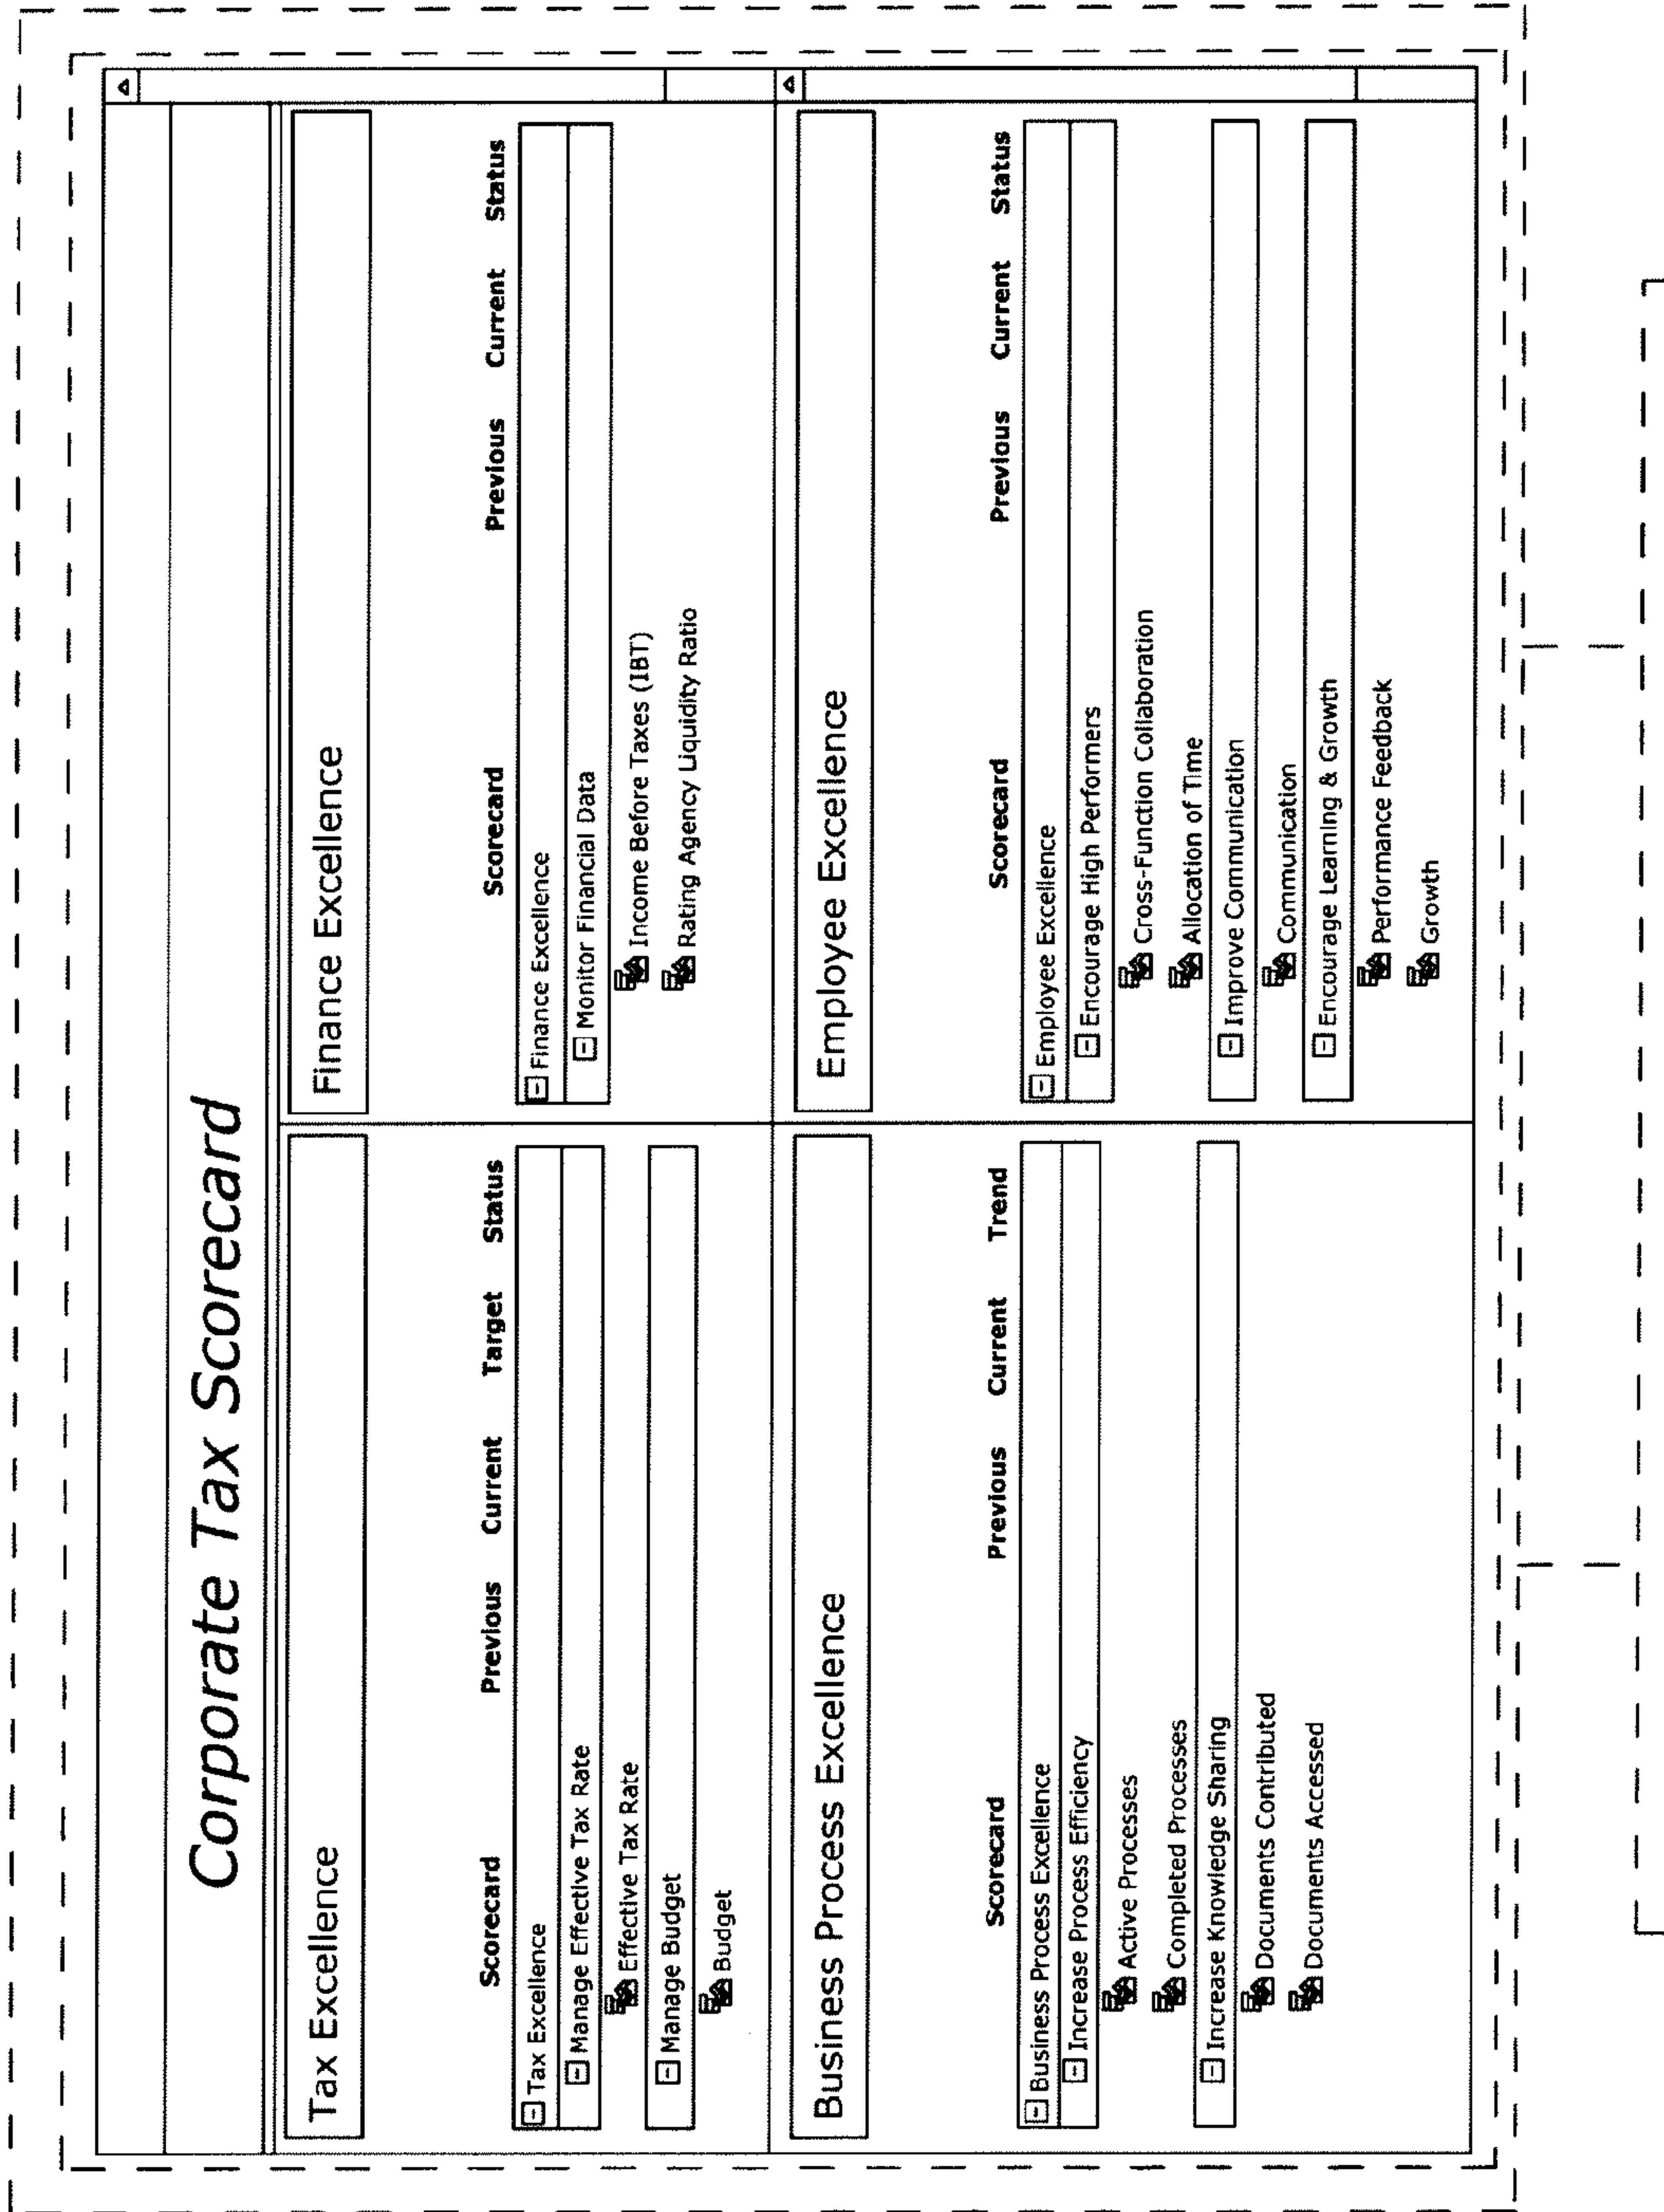 Corporate Tax Scorecard
Tax Excellence
Scorecard Previous Current Target Status
Tax Excellence
Manage Effective Tax Rate
Effective Tax Rate
Manage Budget
Budget
Finance Excellence
Scorecard Previous Current Status
Finance Excellence
Monitor Financial Data
Income Before Taxes (IBT)
Rating Agency Liquidity Ratio
Business Process Excellence
Scorecard Previous Current Trend
Business Process Excellence
Increase Process Efficiency
Active Processes
Completed Processes
Increase Knowledge Sharing
Documents Contributed
Documents Accessed
Employee Excellence
Scorecard Previous Current Status
Employee Excellence
Encourage High Performers
Cross-Function Collaboration
Allocation of Time
Improve Communication
Communication
Encourage Learning & Growth
Performance Feedback
Growth